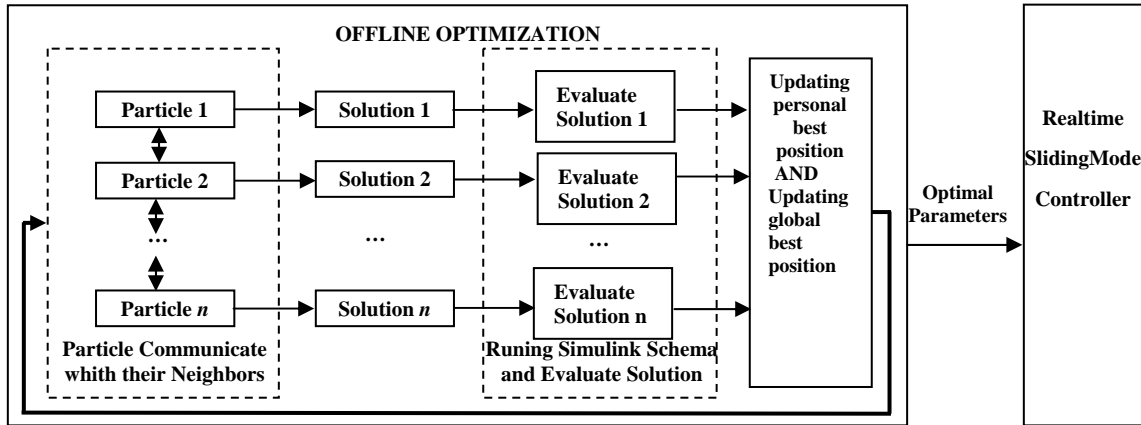 OFFLINE OPTIMIZATION
Particle 1
Solution 1
Evaluate
Solution 1
Particle 2
Solution 2
Evaluate
Solution 2
...
...
...
Particle n
Solution n
Evaluate
Solution n
Particle Communicate
whith their Neighbors
Runing Simulink Schema
and Evaluate Solution
Updating
personal
best
position
AND
Updating
global
best
position
Optimal
Parameters
Realtime
SlidingMode
Controller